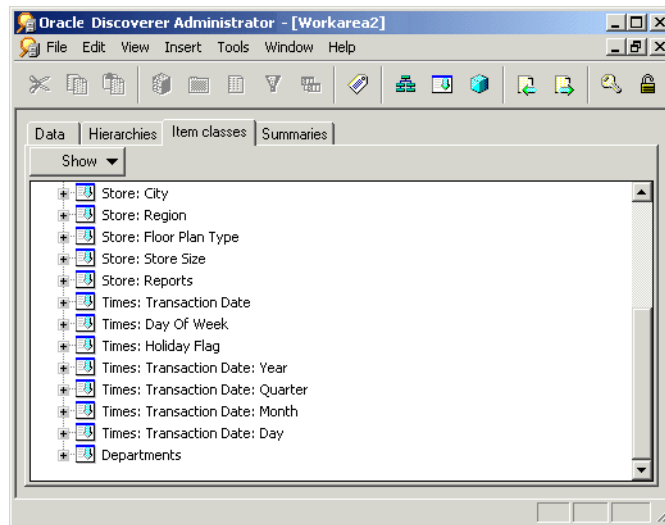 Oracle Discoverer Administrator - [Workarea2]
File Edit View Insert Tools Window Help
Data Hierarchies Item classes Summaries
Show
Store: City
Store: Region
Store: Floor Plan Type
Store: Store Size
Store: Reports
Times: Transaction Date
Times: Day Of Week
Times: Holiday Flag
Times: Transaction Date: Year
Times: Transaction Date: Quarter
Times: Transaction Date: Month
Times: Transaction Date: Day
Departments